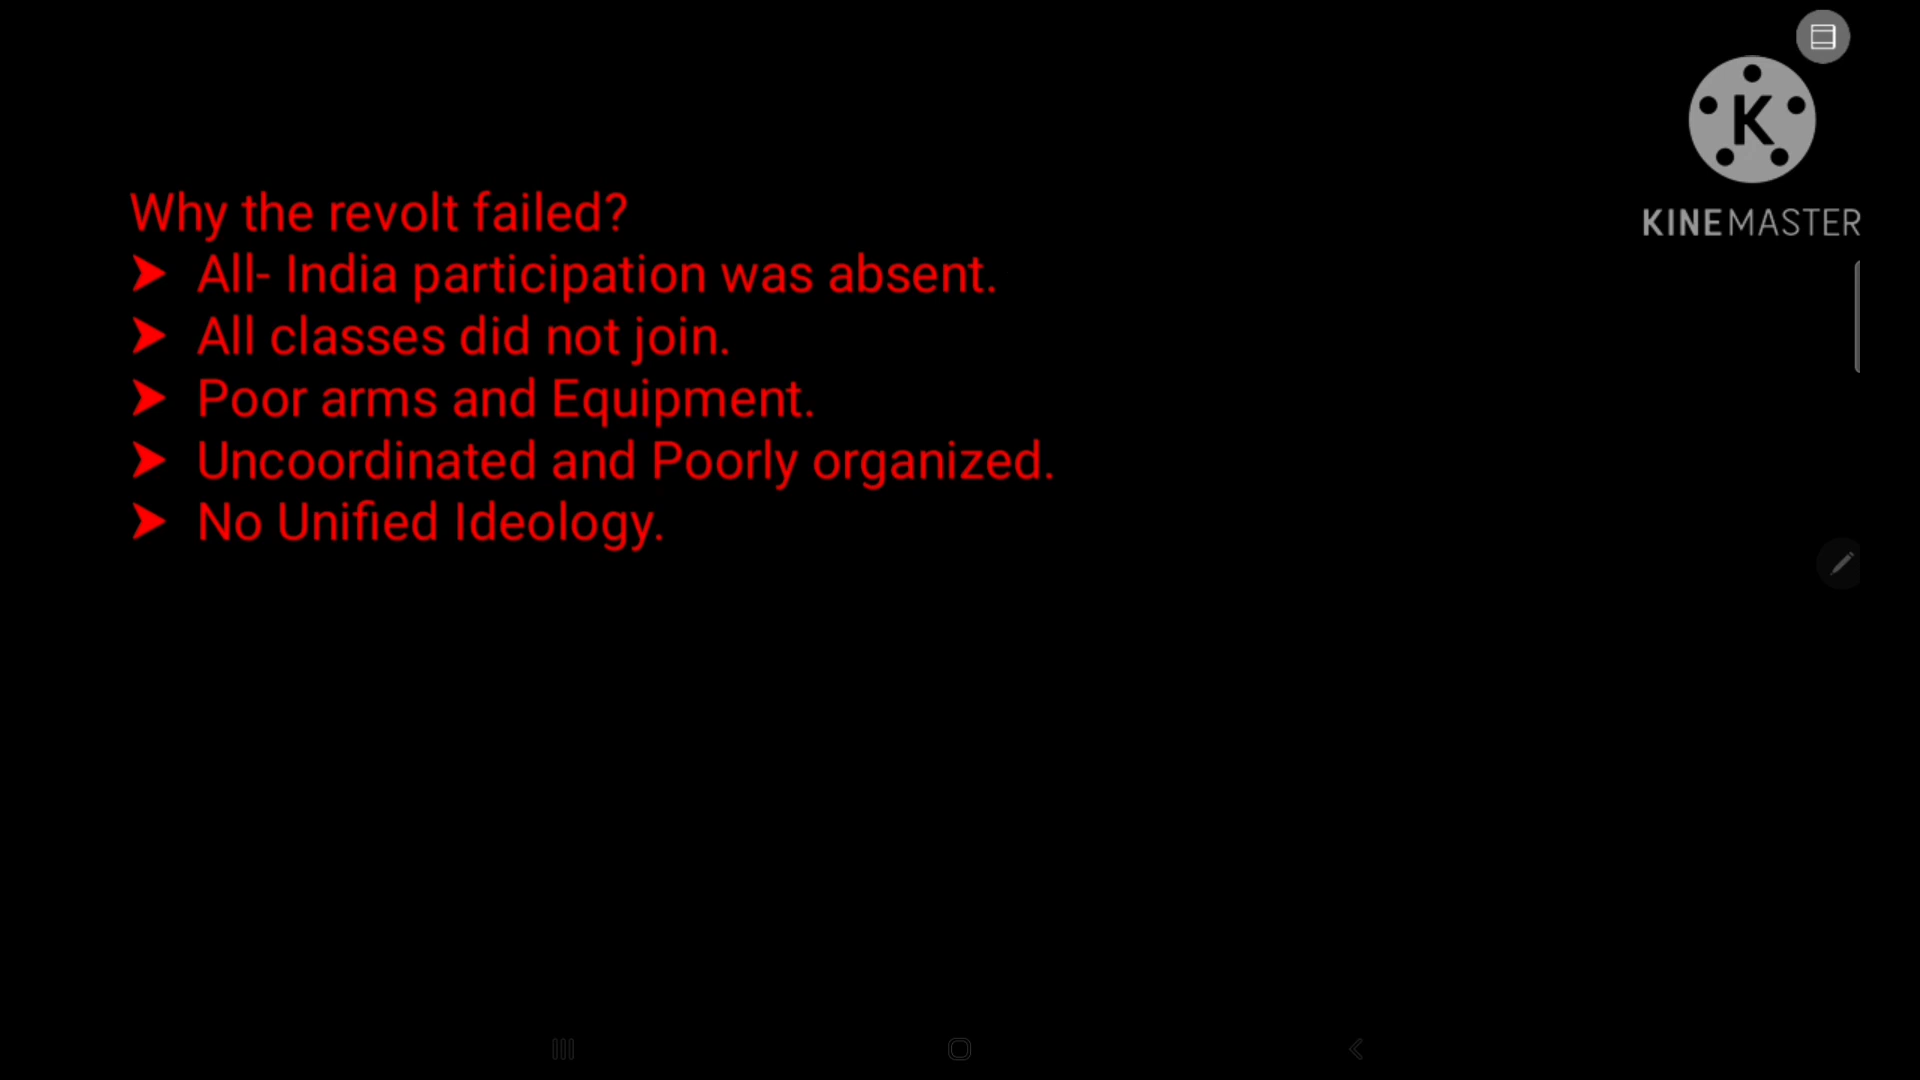 K
KINEMASTER
Why the revolt failed?
➤ All- India participation was absent.
➤ All classes did not join.
➤ Poor arms and Equipment.
➤ Uncoordinated and Poorly organized.
➤ No Unified Ideology.